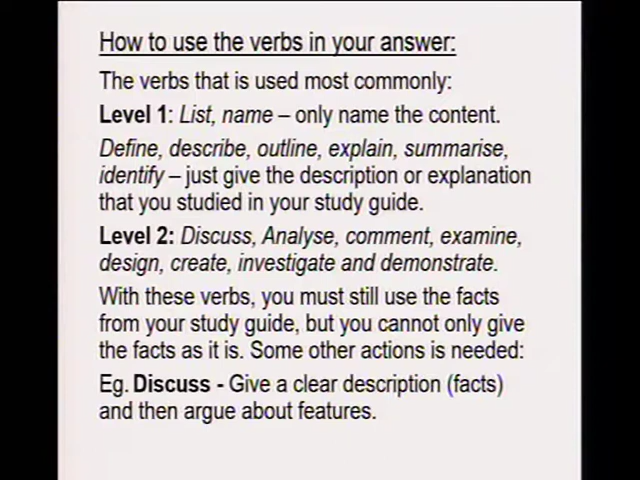 How to use the verbs in your answer:
The verbs that is used most commonly:
Level 1: List, name – only name the content.
Define, describe, outline, explain, summarise,
identify – just give the description or explanation
that you studied in your study guide.
Level 2: Discuss, Analyse, comment, examine,
design, create, investigate and demonstrate.
With these verbs, you must still use the facts
from your study guide, but you cannot only give
the facts as it is. Some other actions is needed:
Eg. Discuss - Give a clear description (facts)
and then argue about features.